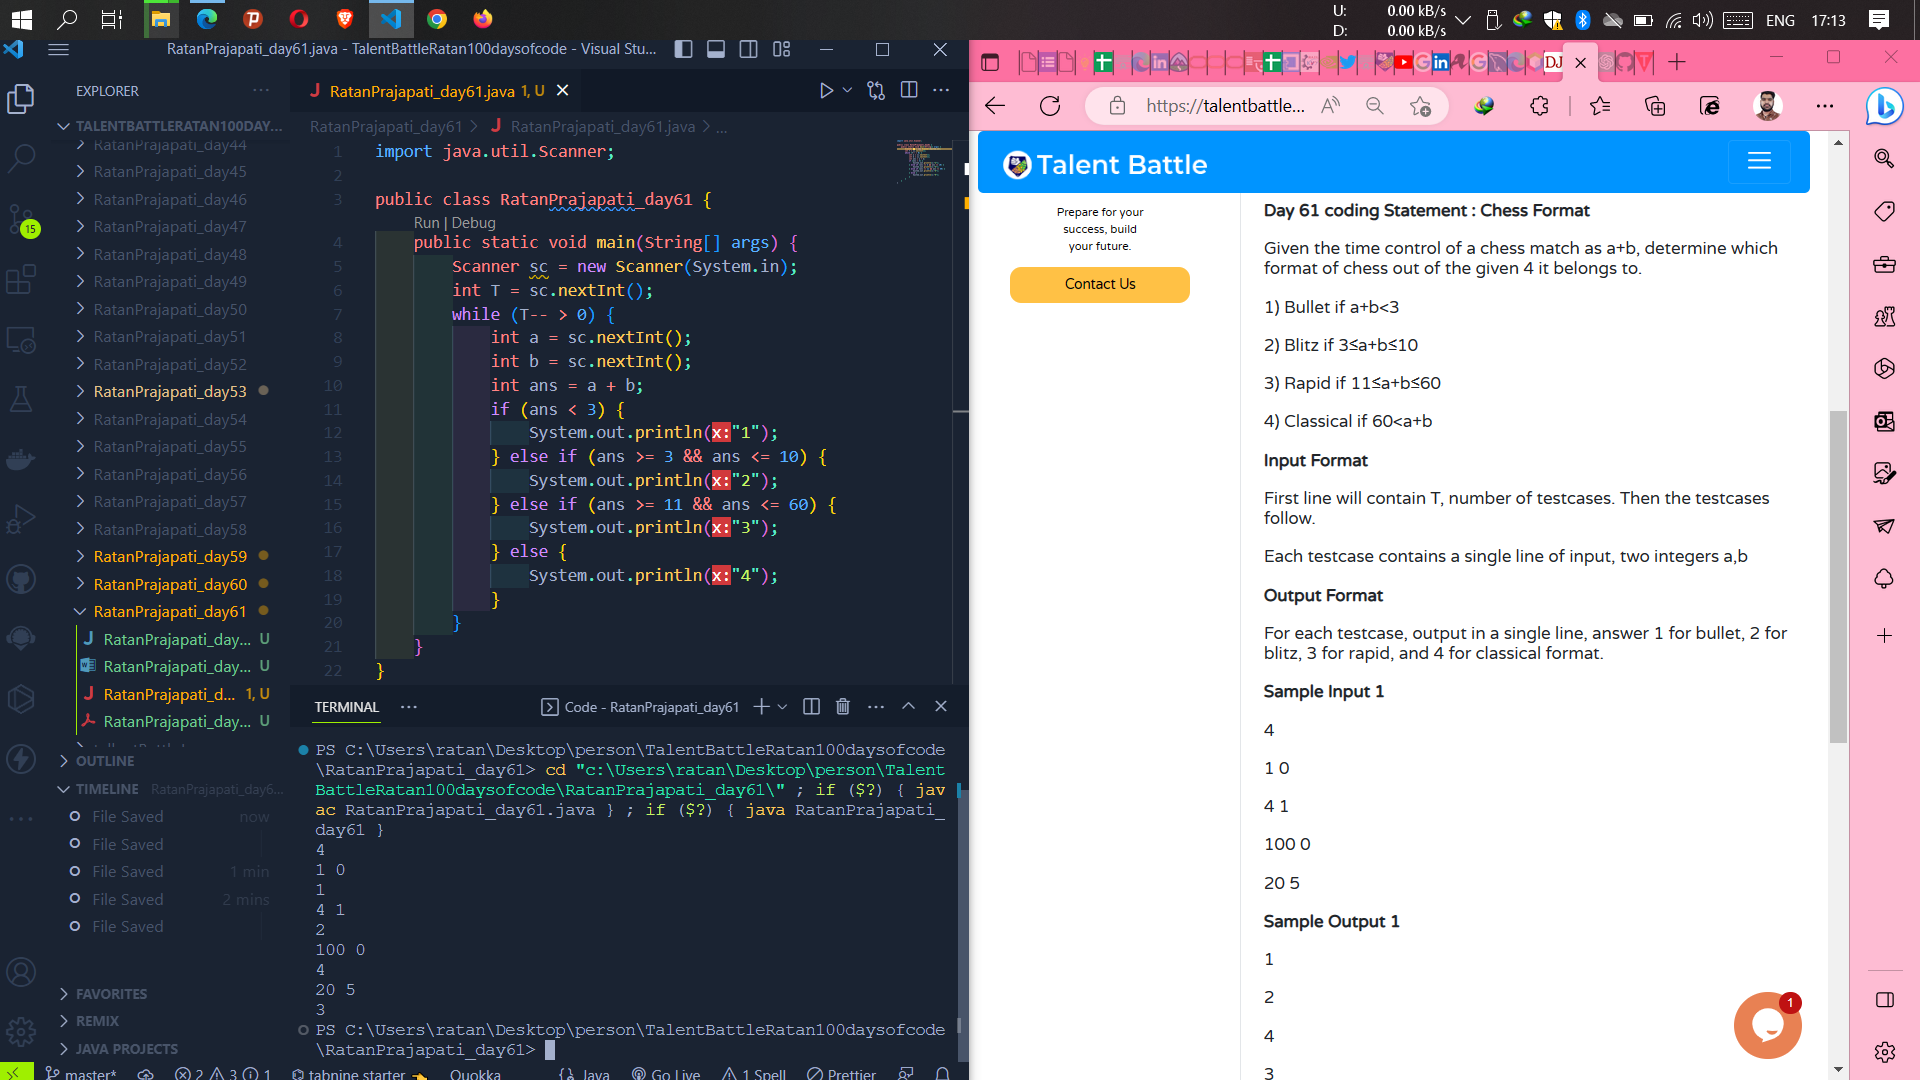 U: 0.00 kB/s
D: 0.00 kB/s
ENG 17:13
RatanPrajapati_day61.java - TalentBattleRatan100daysofcode - Visual Stu...
EXPLORER
TALENTBATTLERATAN100DAY...
RatanPrajapati_day44
RatanPrajapati_day45
RatanPrajapati_day46
RatanPrajapati_day47
RatanPrajapati_day48
RatanPrajapati_day49
RatanPrajapati_day50
RatanPrajapati_day51
RatanPrajapati_day52
RatanPrajapati_day53
RatanPrajapati_day54
RatanPrajapati_day55
RatanPrajapati_day56
RatanPrajapati_day57
RatanPrajapati_day58
RatanPrajapati_day59
RatanPrajapati_day60
RatanPrajapati_day61
RatanPrajapati_day... U
RatanPrajapati_day... U
RatanPrajapati_d... 1, U
RatanPrajapati_day... U
OUTLINE
TIMELINE RatanPrajapati_day6...
File Saved now
File Saved
File Saved 1 min
File Saved 2 mins
File Saved
FAVORITES
REMIX
JAVA PROJECTS
15
RatanPrajapati_day61.java 1, U
RatanPrajapati_day61 > RatanPrajapati_day61.java > ...
1 import java.util.Scanner;
2
3 public class RatanPrajapati_day61 {
Run | Debug
4 public static void main(String[] args) {
5 Scanner sc = new Scanner(System.in);
6 int T = sc.nextInt();
7 while (T-- > 0) {
8 int a = sc.nextInt();
9 int b = sc.nextInt();
10 int ans = a + b;
11 if (ans < 3) {
12 System.out.println(x:"1");
13 } else if (ans >= 3 && ans <= 10) {
14 System.out.println(x:"2");
15 } else if (ans >= 11 && ans <= 60) {
16 System.out.println(x:"3");
17 } else {
18 System.out.println(x:"4");
19 }
20 }
21 }
22 }
TERMINAL ... Code - RatanPrajapati_day61
PS C:\Users\ratan\Desktop\person\TalentBattleRatan100daysofcode
\RatanPrajapati_day61> cd "c:\Users\ratan\Desktop\person\Talent
BattleRatan100daysofcode\RatanPrajapati_day61\" ; if ($?) { jav
ac RatanPrajapati_day61.java } ; if ($?) { java RatanPrajapati_
day61 }
4
1 0
1
4 1
2
100 0
4
20 5
3
PS C:\Users\ratan\Desktop\person\TalentBattleRatan100daysofcode
\RatanPrajapati_day61>
master* 2 3 1 tabnine starter Quokka {} Java Go Live 1 Spell Prettier
DJ
https://talentbattle...
Talent Battle
Prepare for your
success, build
your future.
Contact Us
Day 61 coding Statement : Chess Format
Given the time control of a chess match as a+b, determine which
format of chess out of the given 4 it belongs to.
1) Bullet if a+b<3
2) Blitz if 3≤a+b≤10
3) Rapid if 11≤a+b≤60
4) Classical if 60<a+b
Input Format
First line will contain T, number of testcases. Then the testcases
follow.
Each testcase contains a single line of input, two integers a,b
Output Format
For each testcase, output in a single line, answer 1 for bullet, 2 for
blitz, 3 for rapid, and 4 for classical format.
Sample Input 1
4
1 0
4 1
100 0
20 5
Sample Output 1
1
2
4
3
1